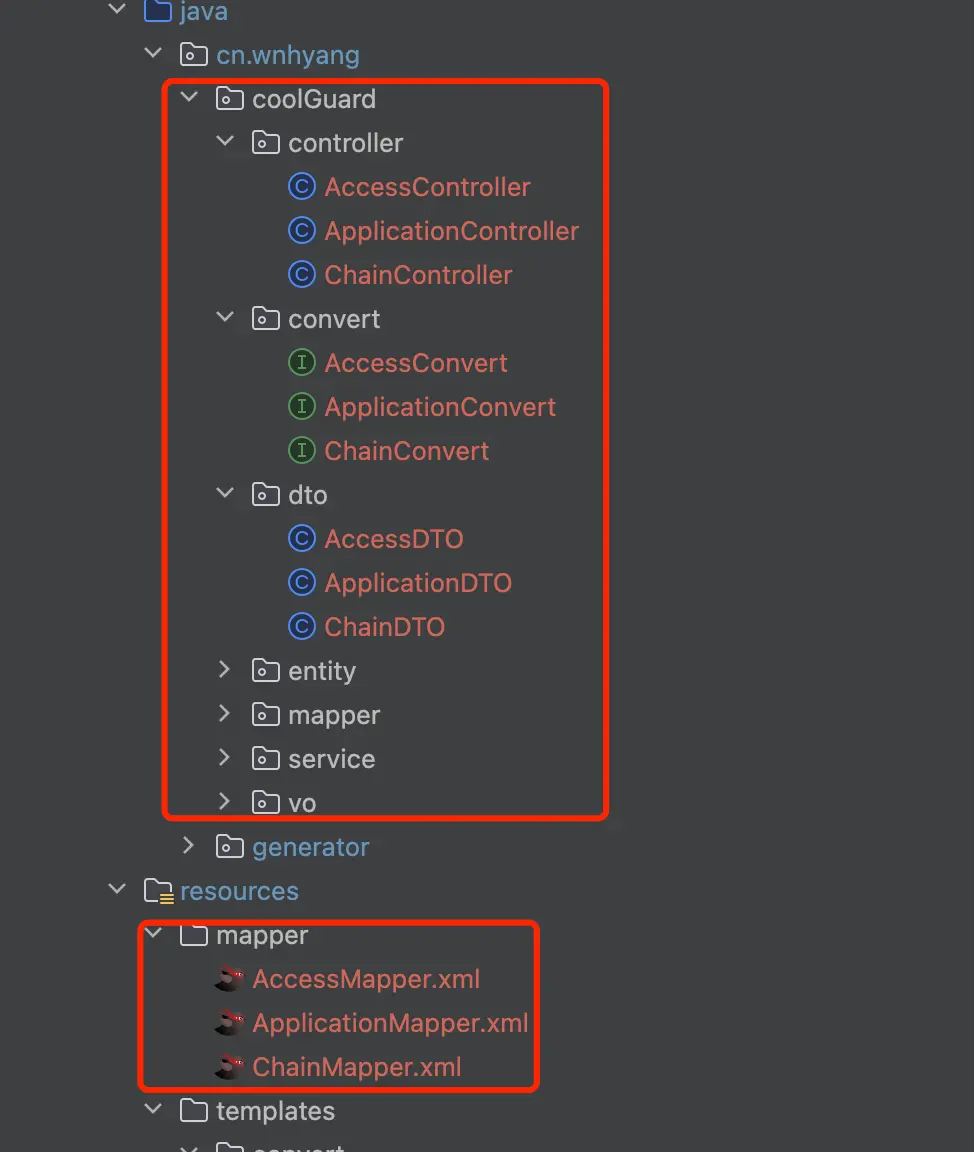 java
cn.wnhyang
coolGuard
controller
AccessController
ApplicationController
ChainController
convert
AccessConvert
ApplicationConvert
ChainConvert
dto
AccessDTO
ApplicationDTO
ChainDTO
entity
mapper
service
vo
generator
resources
mapper
AccessMapper.xml
ApplicationMapper.xml
ChainMapper.xml
templates
convert